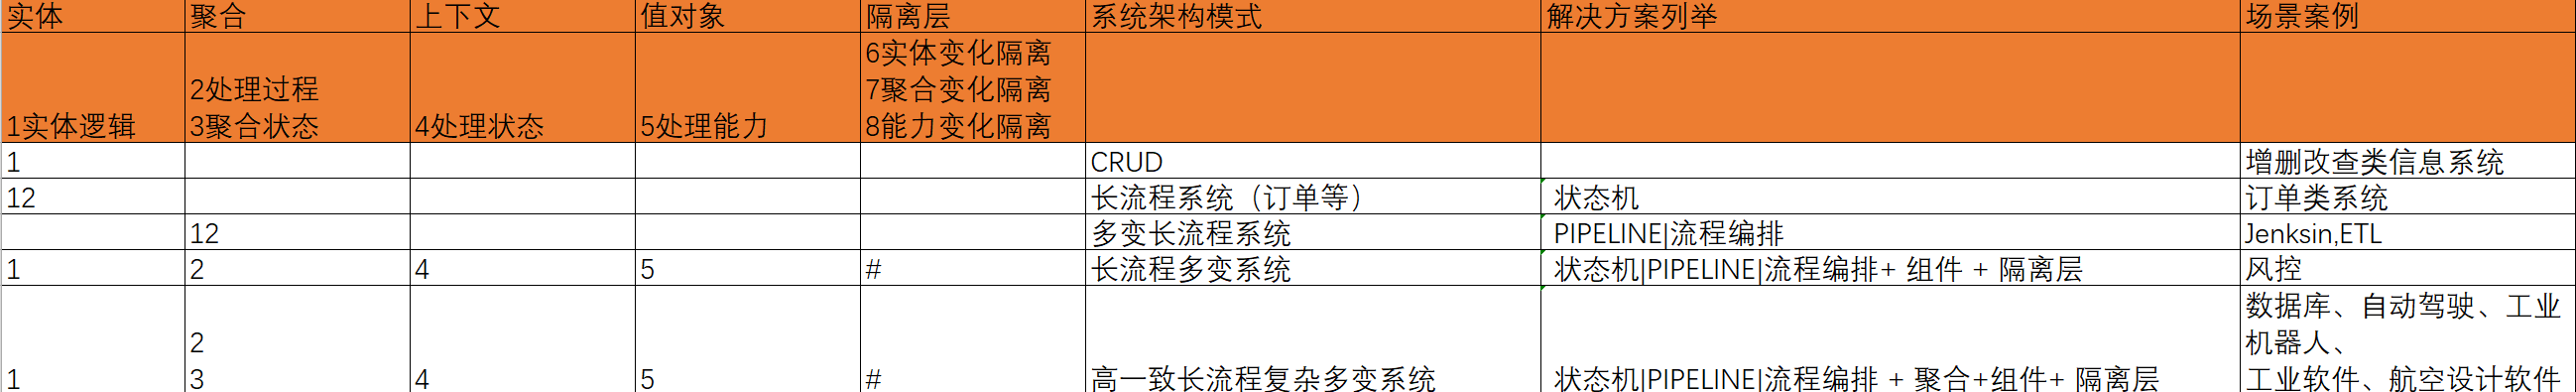 实体 聚合 上下文 值对象 隔离层 系统架构模式 解决方案列举 场景案例
6实体变化隔离
2处理过程 7聚合变化隔离
1实体逻辑 3聚合状态 4处理状态 5处理能力 8能力变化隔离
1 CRUD 增删改查类信息系统
12 长流程系统（订单等） 状态机 订单类系统
12 多变长流程系统 PIPELINE|流程编排 Jenksin,ETL
1 2 4 5 # 长流程多变系统 状态机|PIPELINE|流程编排+ 组件 + 隔离层 风控
数据库、自动驾驶、工业
2 机器人、
1 3 4 5 # 高一致长流程复杂多变系统 状态机|PIPELINE|流程编排 + 聚合+组件+ 隔离层 工业软件、航空设计软件